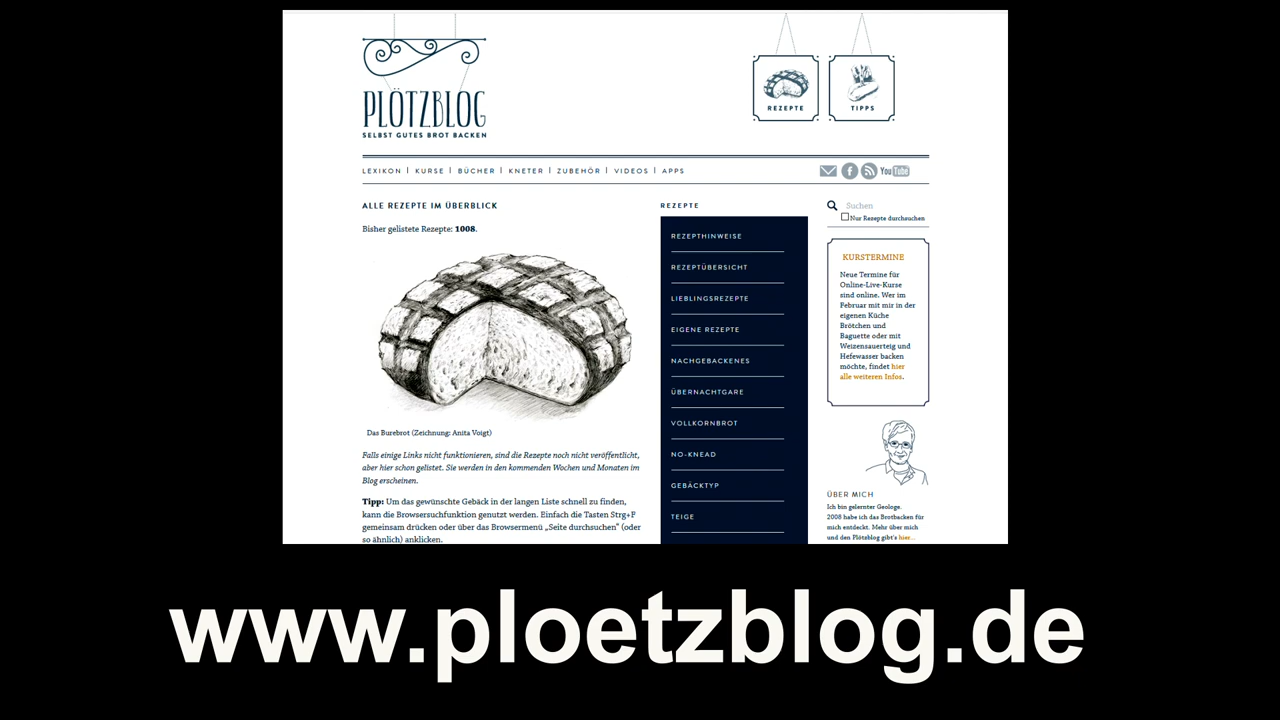 PLÖTZBLOG
SELBST GUTES BROT BACKEN
REZEPTE
TIPPS
LEXIKON | KURSE | BÜCHER | KNETER | ZUBEHÖR | VIDEOS | APPS
You Tube
ALLE REZEPTE IM ÜBERBLICK
Bisher gelistete Rezepte: 1008.
Das Burebrot (Zeichnung: Anita Voigt)
Falls einige Links nicht funktionieren, sind die Rezepte noch nicht veröffentlicht,
aber hier schon gelistet. Sie werden in den kommenden Wochen und Monaten im
Blog erscheinen.
Tipp: Um das gewünschte Gebäck in der langen Liste schnell zu finden,
kann die Browsersuchfunktion genutzt werden. Einfach die Tasten Strg+F
gemeinsam drücken oder über das Browsermenü „Seite durchsuchen" (oder
so ähnlich) anklicken.
REZEPTE
REZEPTHINWEISE
REZEPTÜBERSICHT
LIEBLINGSREZEPTE
EIGENE REZEPTE
NACHGEBACKENES
ÜBERNACHTGARE
VOLLKORNBROT
NO-KNEAD
GEBÄCKTYP
TEIGE
Suchen
Nur Rezepte durchsuchen
KURSTERMINE
Neue Termine für
Online-Live-Kurse
sind online. Wer im
Februar mit mir in der
eigenen Küche
Brötchen und
Baguette oder mit
Weizensauerteig und
Hefewasser backen
möchte, findet hier
alle weiteren Infos.
ÜBER MICH
Ich bin gelernter Geologe.
2008 habe ich das Brotbacken für
mich entdeckt. Mehr über mich
und den Plötzblog gibt's hier...
www.ploetzblog.de